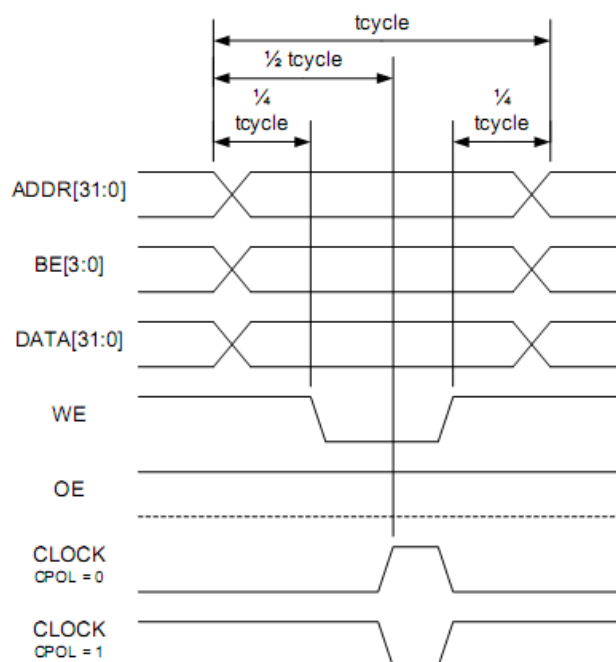 tcycle
½ tcycle
¼
tcycle
¼
tcycle
ADDR[31:0]
BE[3:0]
DATA[31:0]
WE
OE
CLOCK
CPOL = 0
CLOCK
CPOL = 1